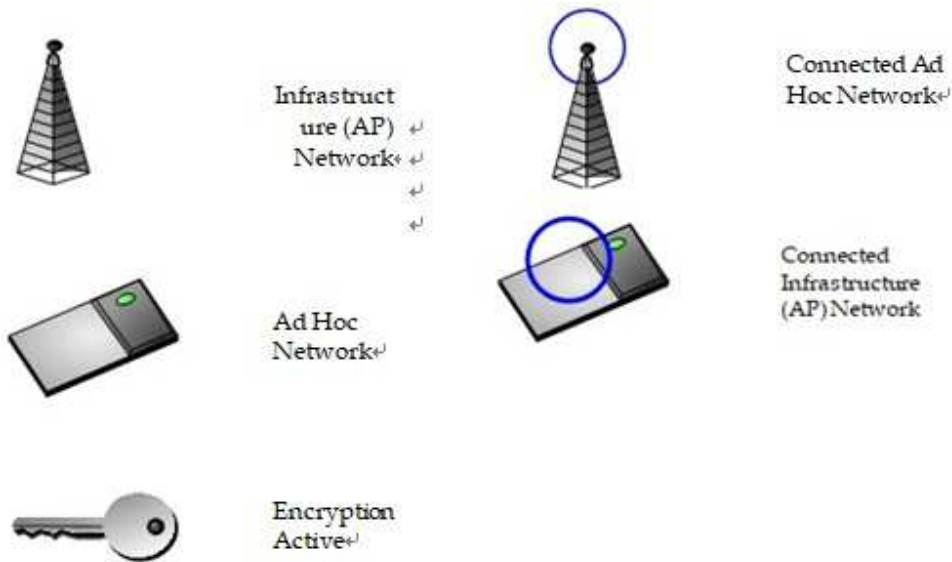 Infrastruct
ure (AP) ↵
Network↵ ↵
↵
↵
Connected Ad
Hoc Network↵
Connected
Infrastructure
(AP) Network
Ad Hoc
Network↵
Encryption
Active↵